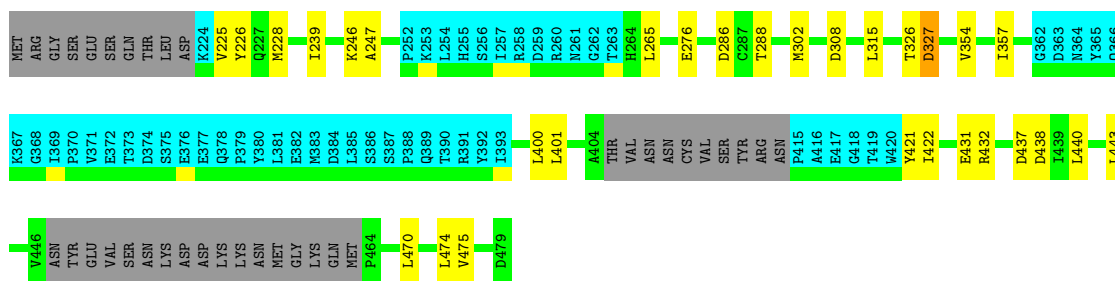 MET ARG GLY SER GLU SER GLN THR LEU ASP K224 V225 Y226 Q227 M228 I239 K246 A247 P252 K253 L254 H255 S256 I257 R258 D259 R260 N261 G262 T263 H264 L265 E276 D286 C287 T288 M302 D308 L315 T326 D327 V354 I357 G362 D363 N364 Y365
K367 G368 I369 P370 V371 E372 T373 D374 S375 E376 E377 Q378 P379 Y380 L381 E382 M383 D384 L385 S386 S387 P388 Q389 T390 R391 Y392 I393 L400 L401 A404 THR VAL ASN ASN CYS VAL SER TYR ARG ASN P415 A416 E417 G418 T419 W420 Y421 I422 E431 R432 D437 D438 I439 L440 L443
V446 ASN TYR GLU VAL SER ASN LYS ASP ASP LYS LYS ASN MET GLY LYS GLN MET P464 L470 L474 V475 D479